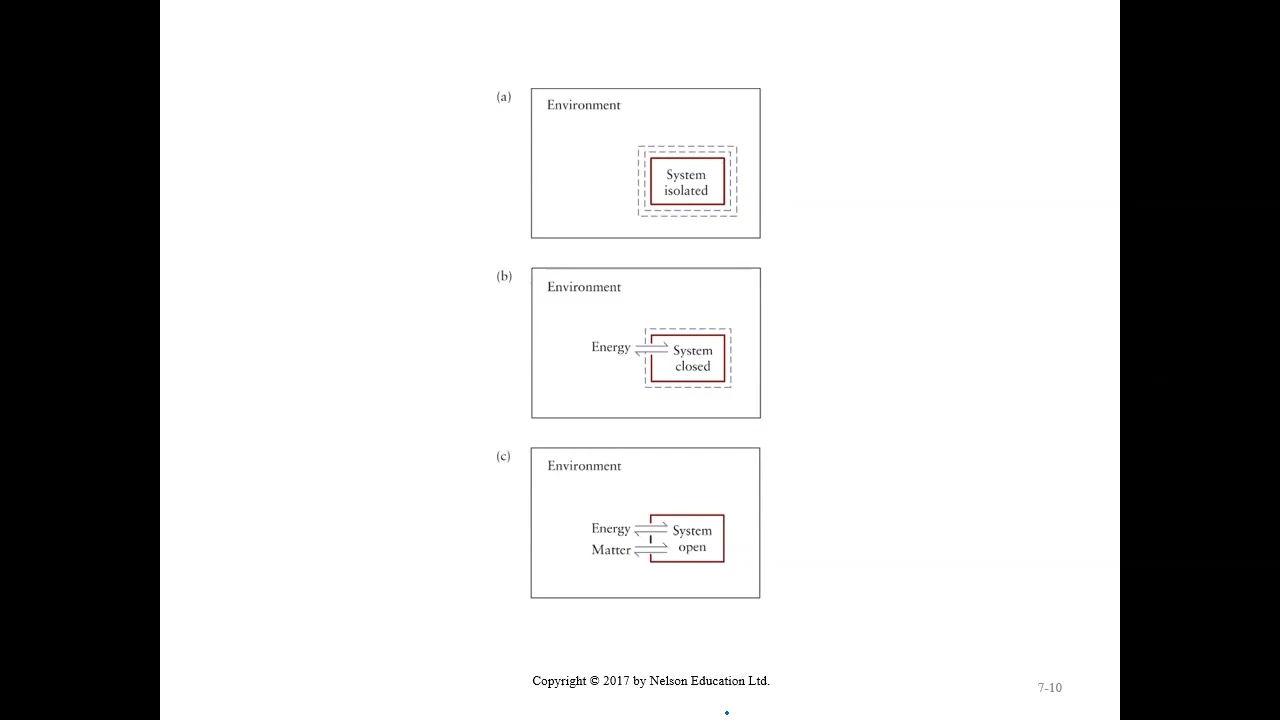 (a)
Environment
System
isolated
(b)
Environment
Energy
System
closed
(c)
Environment
Energy
System
Matter
open
Copyright © 2017 by Nelson Education Ltd.
7-10